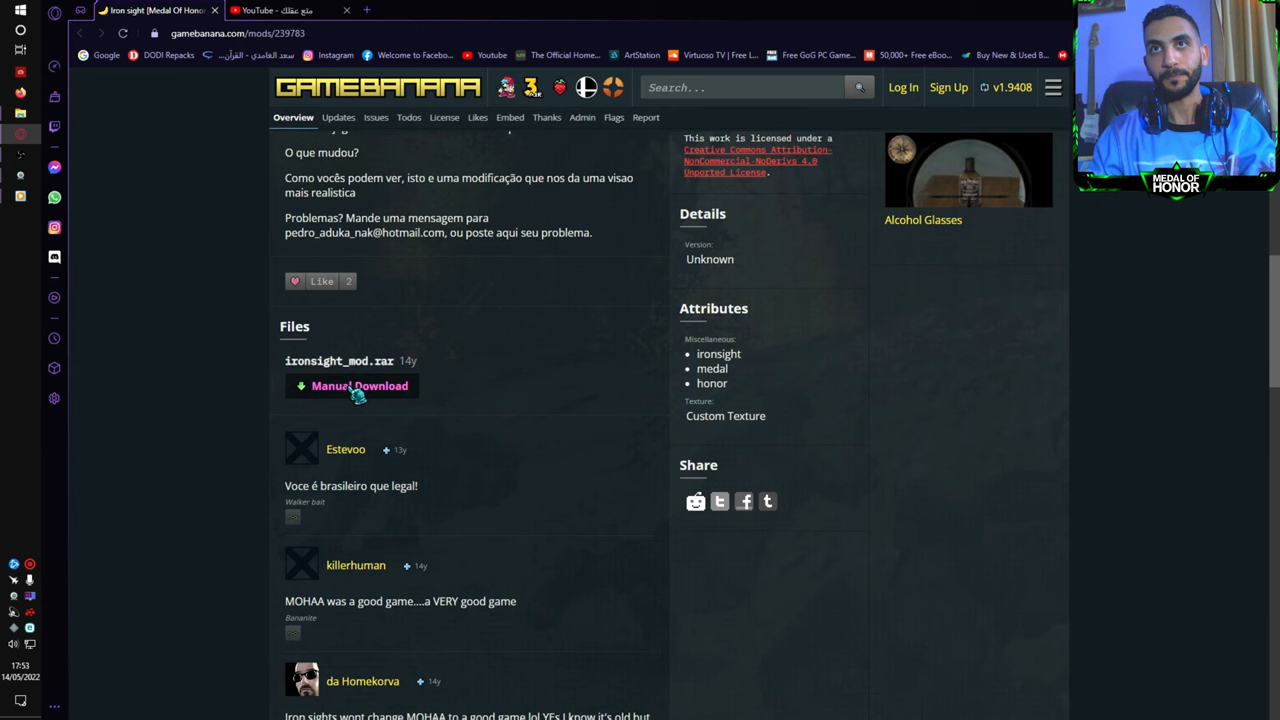 Iron sight [Medal Of Honor
YouTube - متع عقلك
gamebanana.com/mods/239783
Google
DODI Repacks
سعد الغامدي - القرآن...
Instagram
Welcome to Facebo...
Youtube
The Official Home...
ArtStation
Virtuoso TV | Free L...
Free GoG PC Game...
50,000+ Free eBoo...
Buy New & Used B...
GAMEBANANA
Search...
Log In
Sign Up
v1.9408
Overview
Updates
Issues
Todos
License
Likes
Embed
Thanks
Admin
Flags
Report
O que mudou?
Como vocês podem ver, isto e uma modificação que nos da uma visao
mais realistica
Problemas? Mande uma mensagem para
pedro_aduka_nak@hotmail.com, ou poste aqui seu problema.
Like 2
Files
ironsight_mod.rar 14y
Manual Download
Estevoo 13y
Voce é brasileiro que legal!
Walker bait
killerhuman 14y
MOHAA was a good game....a VERY good game
Bananite
da Homekorva 14y
Iron sights wont change MOHAA to a good game lol YEs I know it's old but
This work is licensed under a
Creative Commons Attribution-
NonCommercial-NoDerivs 4.0
Unported License.
Details
Version:
Unknown
Attributes
Miscellaneous:
ironsight
medal
honor
Texture:
Custom Texture
Share
Alcohol Glasses
MEDAL OF
HONOR
17:53
14/05/2022